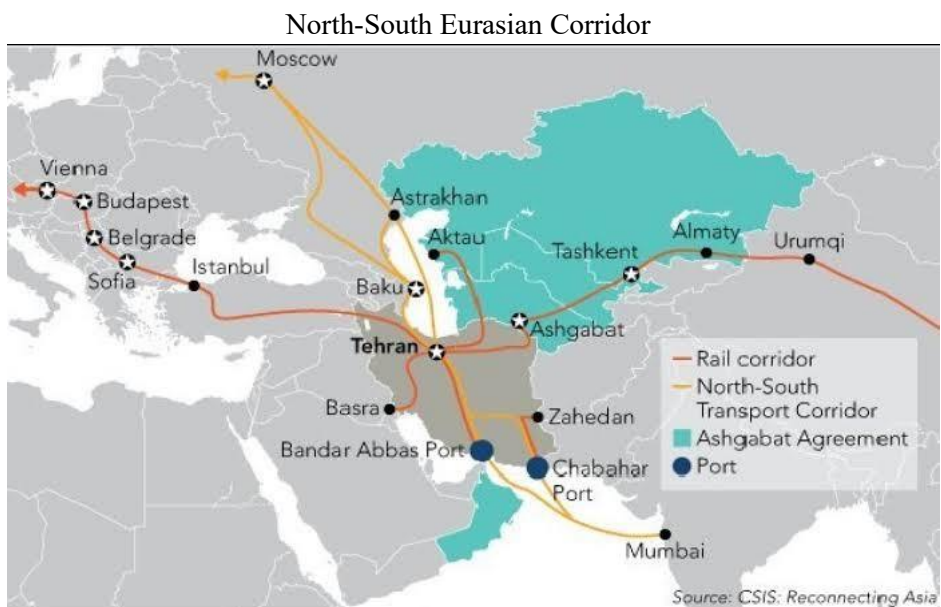 North-South Eurasian Corridor
Moscow
Vienna
Budapest
Belgrade
Sofia
Istanbul
Astrakhan
Aktau
Baku
Tashkent
Almaty
Urumqi
Ashgabat
Tehran
Basra
Zahedan
Bandar Abbas Port
Chabahar
Port
Mumbai
Rail corridor
North-South
Transport Corridor
Ashgabat Agreement
Port
Source: CSIS: Reconnecting Asia